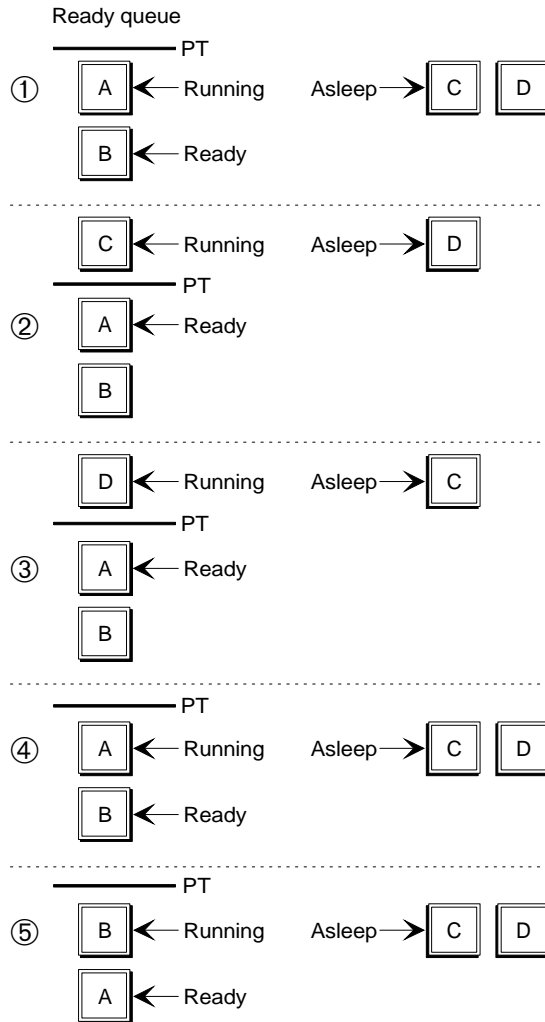 Ready queue
PT
① A Running Asleep C D
B Ready
C Running Asleep D
PT
② A Ready
B
D Running Asleep C
PT
③ A Ready
B
PT
④ A Running Asleep C D
B Ready
PT
⑤ B Running Asleep C D
A Ready